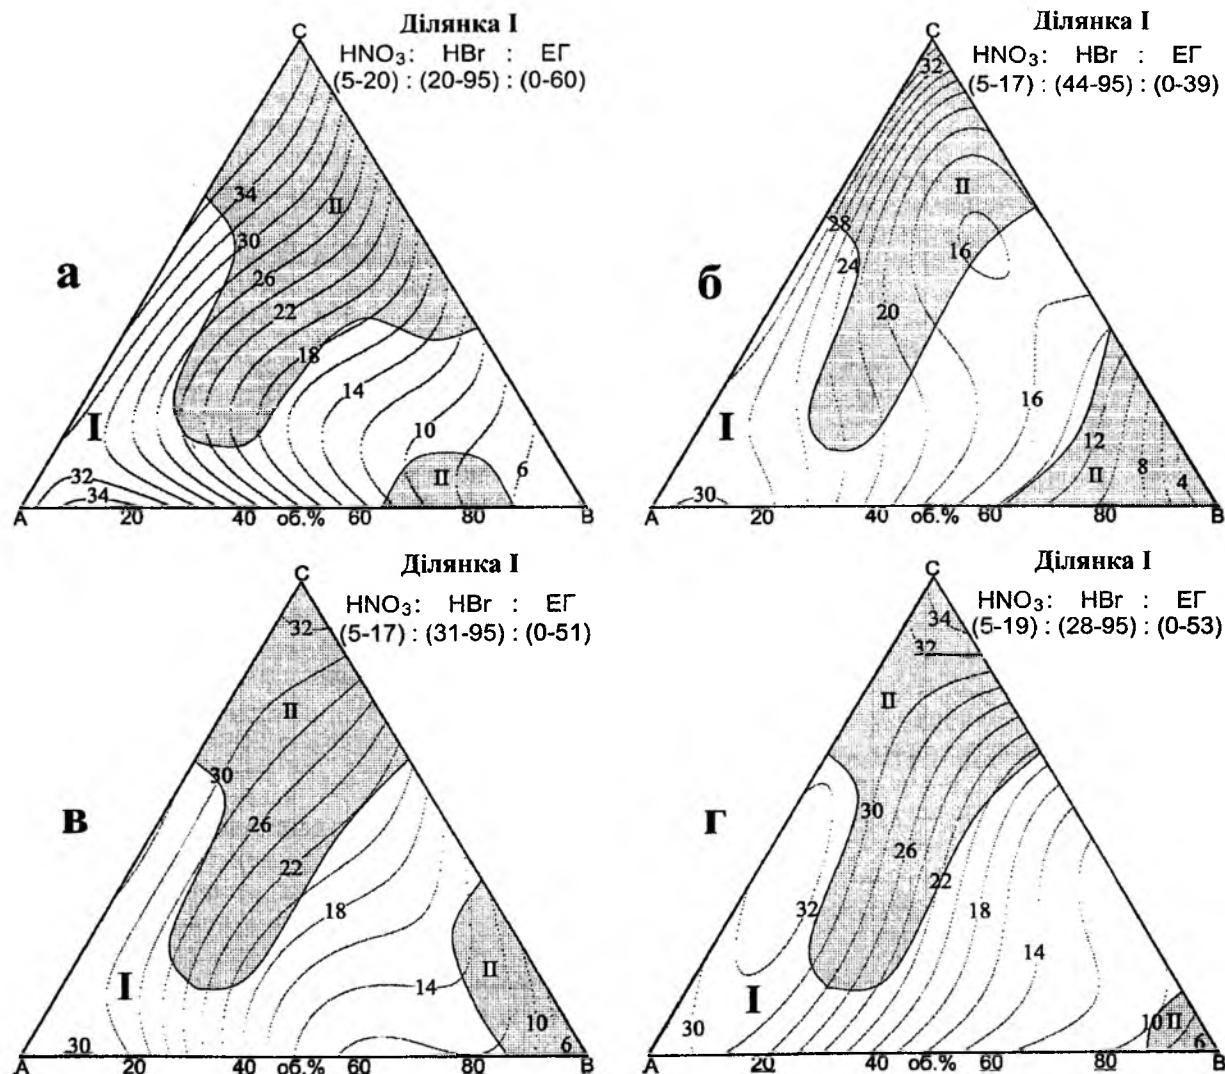 Ділянка I
С
HNO3: HBr : ЕГ
(5-20) : (20-95) : (0-60)
34
II
30
а
26
22
18
14
I
10
32
II
6
34
А 20 40 об.% 60 80 В
Ділянка I
С
HNO3: HBr : ЕГ
32
(5-17) : (44-95) : (0-39)
II
28
16
24
б
20
16
I
12
II 8
4
30
А 20 40 об.% 60 80 В
Ділянка I
С
HNO3: HBr : ЕГ
32
(5-17) : (31-95) : (0-51)
II
30
в
26
22
18
II
I
14
10
30
6
А 20 40 об.% 60 80 В
Ділянка I
С
HNO3: HBr : ЕГ
34
(5-19) : (28-95) : (0-53)
32
II
30
г
26
22
32
18
14
I
30
10 II
6
А 20 40 об.% 60 80 В